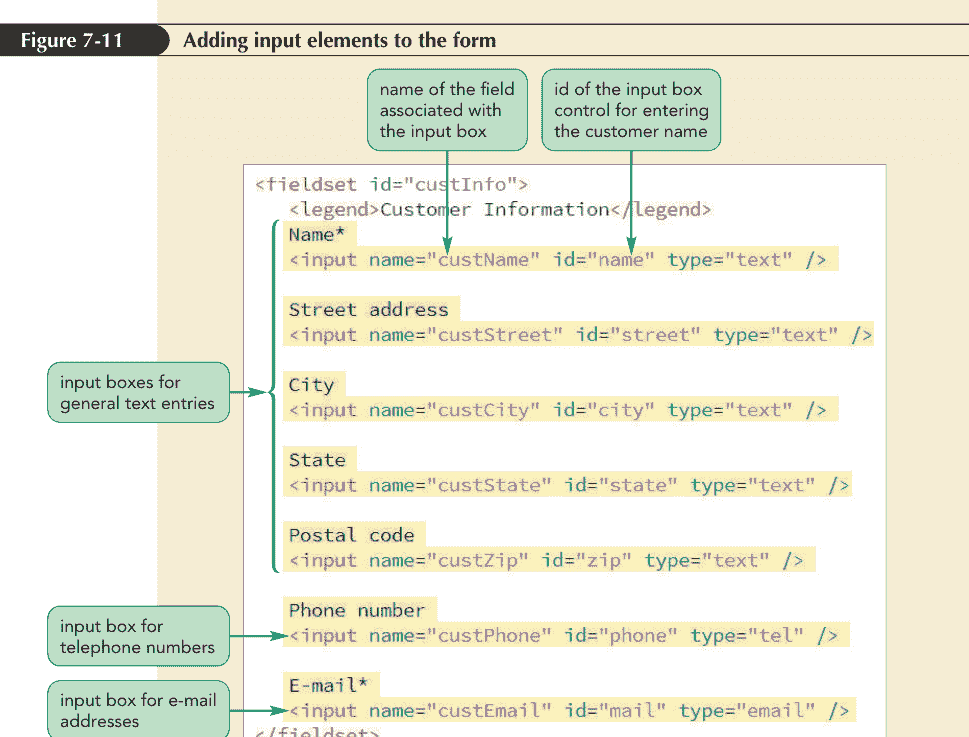 Figure 7-11 Adding input elements to the form
name of the field
associated with
the input box
id of the input box
control for entering
the customer name
<fieldset id="custInfo">
<legend>Customer Information</legend>
Name*
<input name="custName" id="name" type="text" />
Street address
<input name="custStreet" id="street" type="text" />
input boxes for
general text entries
City
<input name="custCity" id="city" type="text" />
State
<input name="custState" id="state" type="text" />
Postal code
<input name="custZip" id="zip" type="text" />
input box for
telephone numbers
Phone number
<input name="custPhone" id="phone" type="tel" />
input box for e-mail
addresses
E-mail*
<input name="custEmail" id="mail" type="email" />
</fieldset>